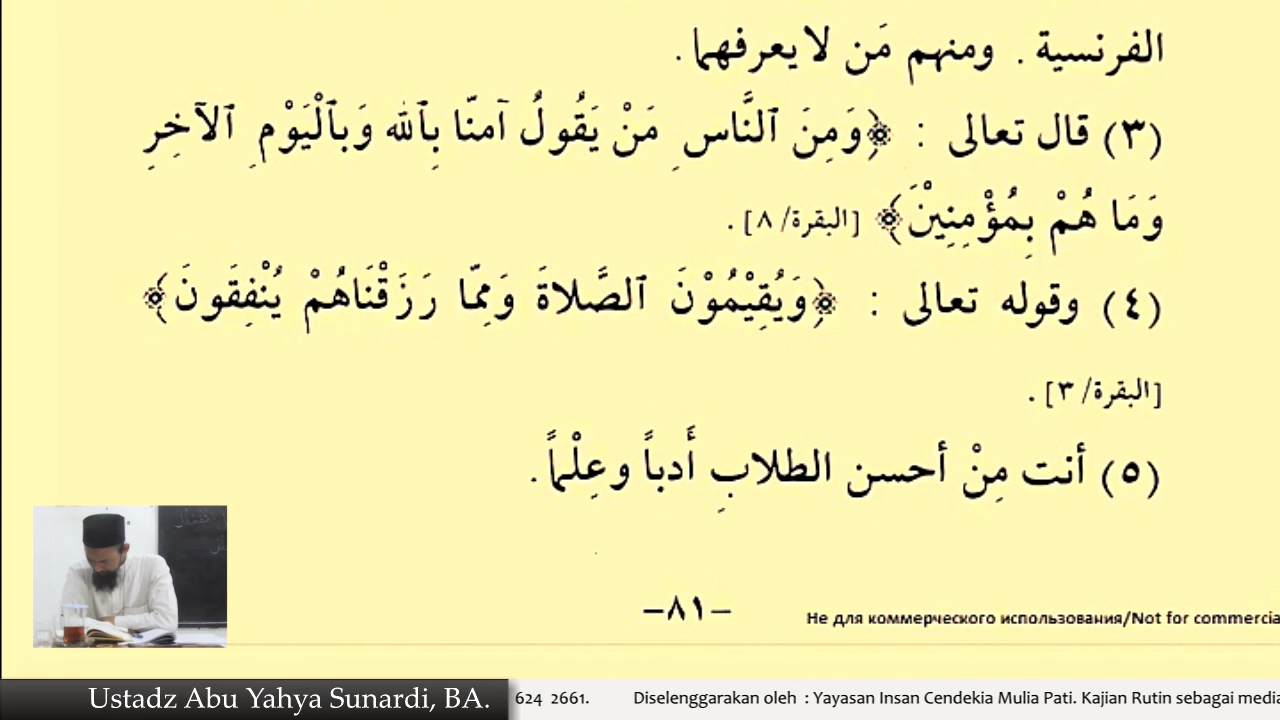 الفرنسية . ومنهم مَن لا يعرفهما .
(٣) قال تعالى : ﴿وَمِنَ ٱلنَّاسِ مَنْ يَقُولُ آمنّا بِٱلله وَبِٱلْيَوْمِ ٱلآخِرِ
وَمَا هُمْ بِمُؤْمِنِيْنَ﴾ [البقرة/ ٨] .
(٤) وقوله تعالى : ﴿وَيُقِيْمُوْنَ ٱلصَّلاةَ وَمِمّا رَزَقْنَاهُمْ يُنْفِقَونَ﴾
[البقرة/ ٣] .
(٥) أنت مِنْ أحسن الطلابِ أَدباً وعِلْماً .
–٨١–
Не для коммерческого использования/Not for commercia
Ustadz Abu Yahya Sunardi, BA.
624 2661. Diselenggarakan oleh : Yayasan Insan Cendekia Mulia Pati. Kajian Rutin sebagai media